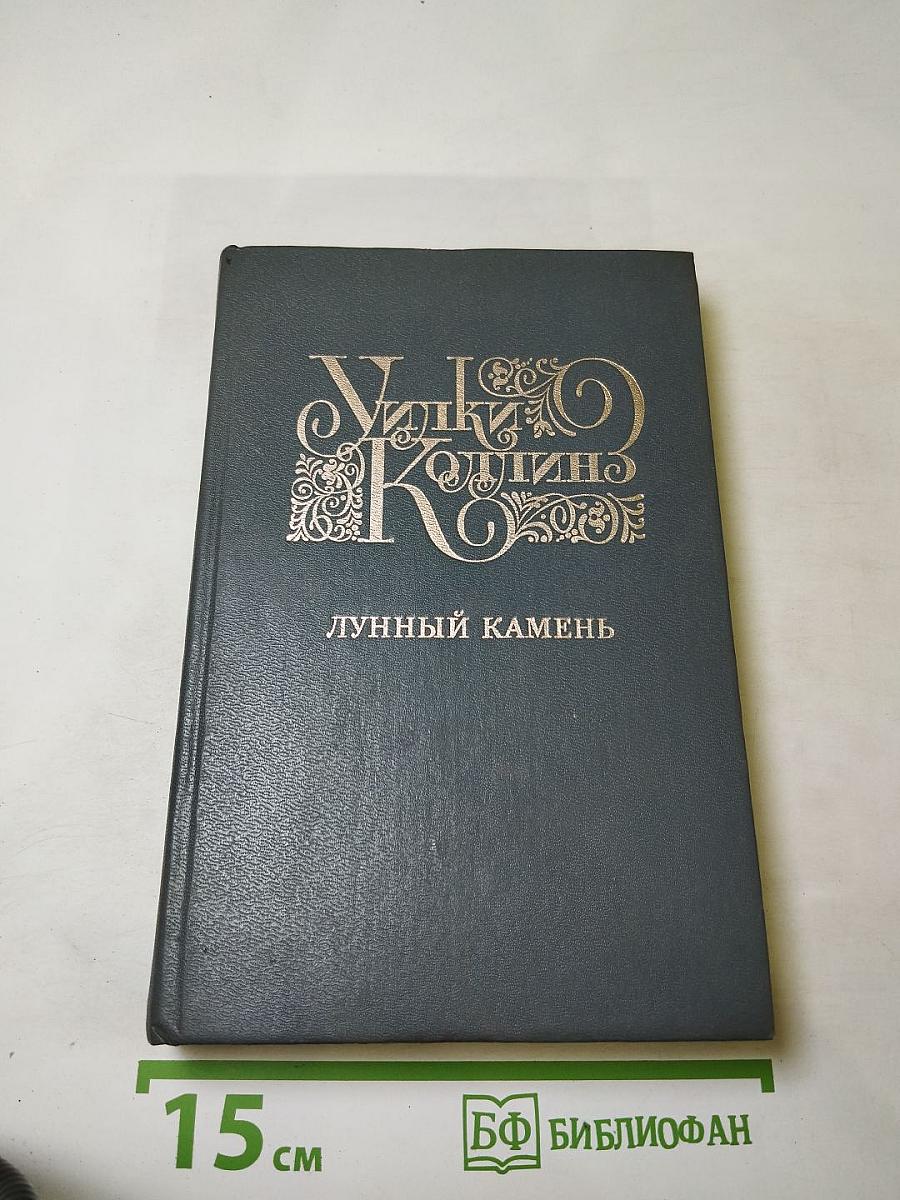 Уилки
Коллинз
ЛУННЫЙ КАМЕНЬ
15 см
БФ БИБЛИОФАН